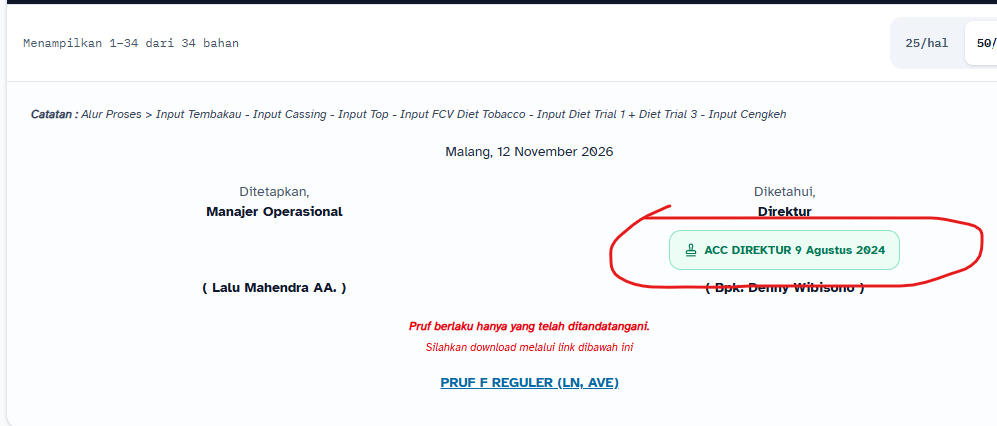 Menampilkan 1–34 dari 34 bahan
25/hal 50/
Catatan : Alur Proses > Input Tembakau - Input Cassing - Input Top - Input FCV Diet Tobacco - Input Diet Trial 1 + Diet Trial 3 - Input Cengkeh
Malang, 12 November 2026
Ditetapkan, Diketahui,
Manajer Operasional Direktur
ACC DIREKTUR 9 Agustus 2024
( Lalu Mahendra AA. ) ( Bpk. Denny Wibisono )
Pruf berlaku hanya yang telah ditandatangani.
Silahkan download melalui link dibawah ini
PRUF F REGULER (LN, AVE)